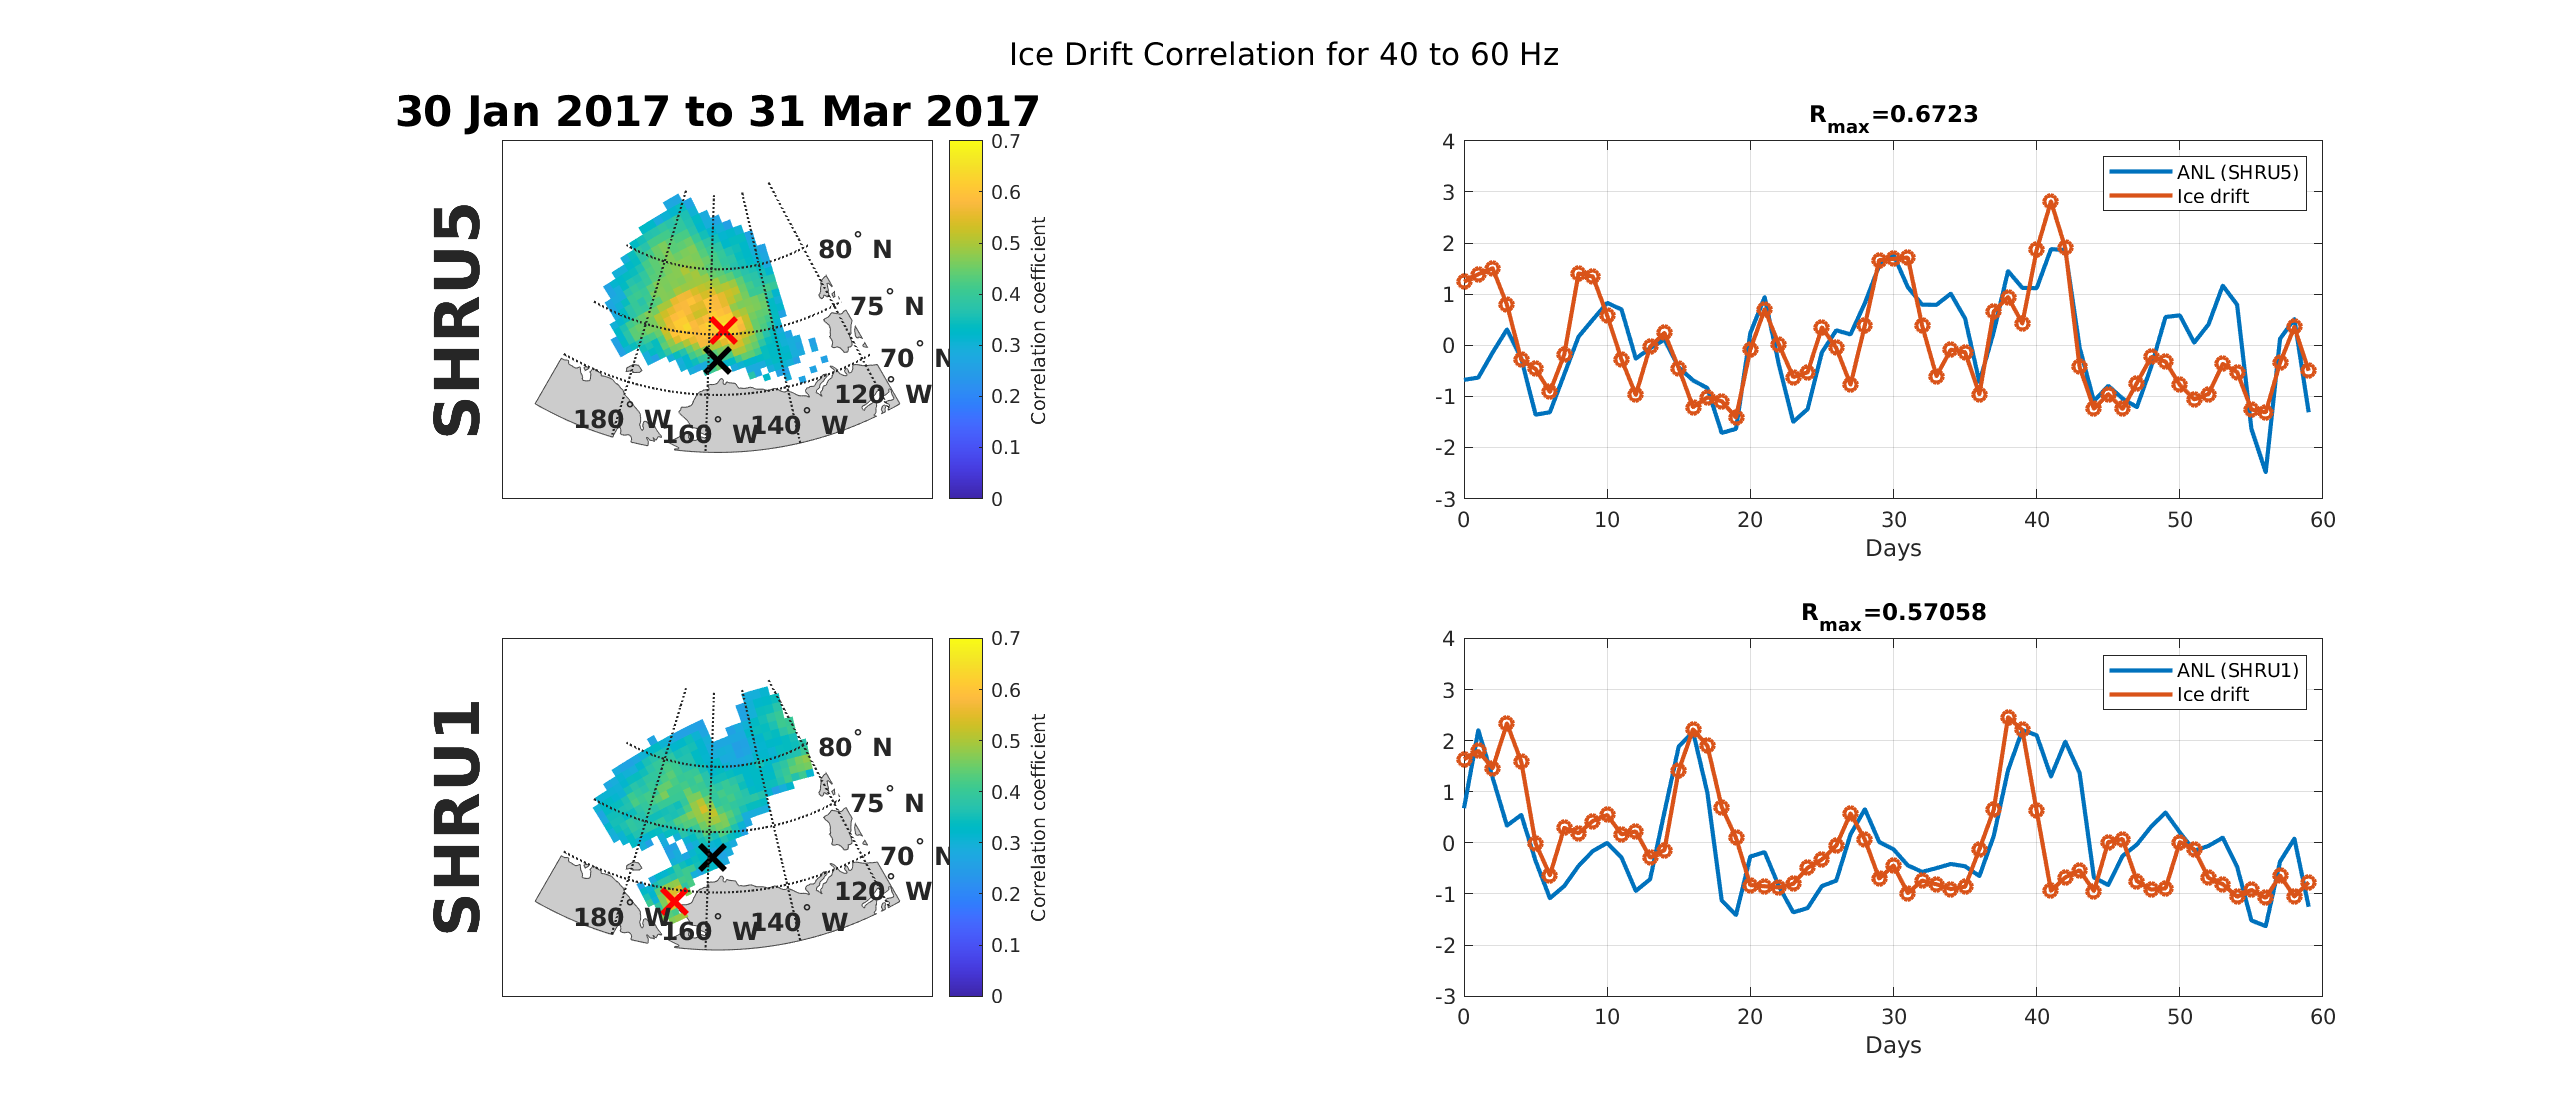 Ice Drift Correlation for 40 to 60 Hz
30 Jan 2017 to 31 Mar 2017
SHRU5
80° N
75° N
70° N
120° W
180° W
160° W
140° W
0.7
0.6
0.5
0.4
0.3
0.2
0.1
0
Correlation coefficient
Rmax=0.6723
4
3
2
1
0
-1
-2
-3
0 10 20 30 40 50 60
Days
ANL (SHRU5)
Ice drift
SHRU1
80° N
75° N
70° N
120° W
180° W
160° W
140° W
0.7
0.6
0.5
0.4
0.3
0.2
0.1
0
Correlation coefficient
Rmax=0.57058
4
3
2
1
0
-1
-2
-3
0 10 20 30 40 50 60
Days
ANL (SHRU1)
Ice drift